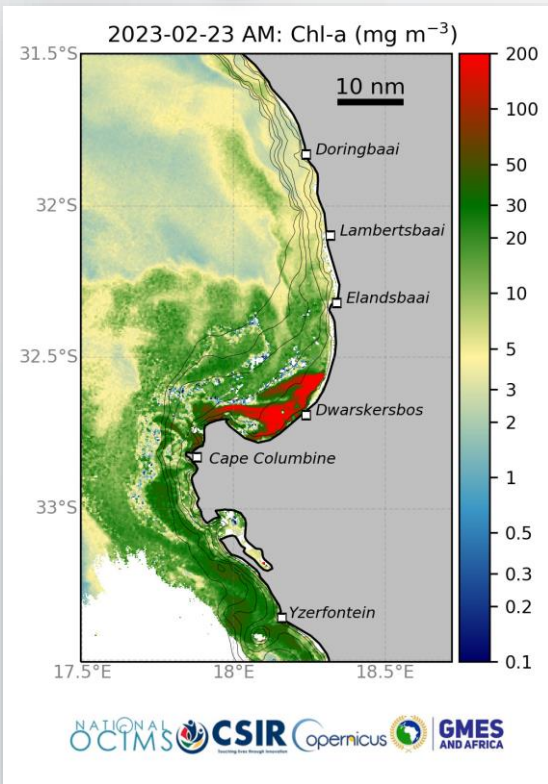 2023-02-23 AM: Chl-a (mg m⁻³)
31.5°S
32°S
32.5°S
33°S
17.5°E
18°E
18.5°E
10 nm
Doringbaai
Lambertsbaai
Elandsbaai
Dwarskersbos
Cape Columbine
Yzerfontein
200
100
50
30
20
10
5
3
2
1
0.5
0.3
0.2
0.1
NATIONAL
OCIMS
CSIR
Touching lives through innovation
opernicus
GMES
AND AFRICA